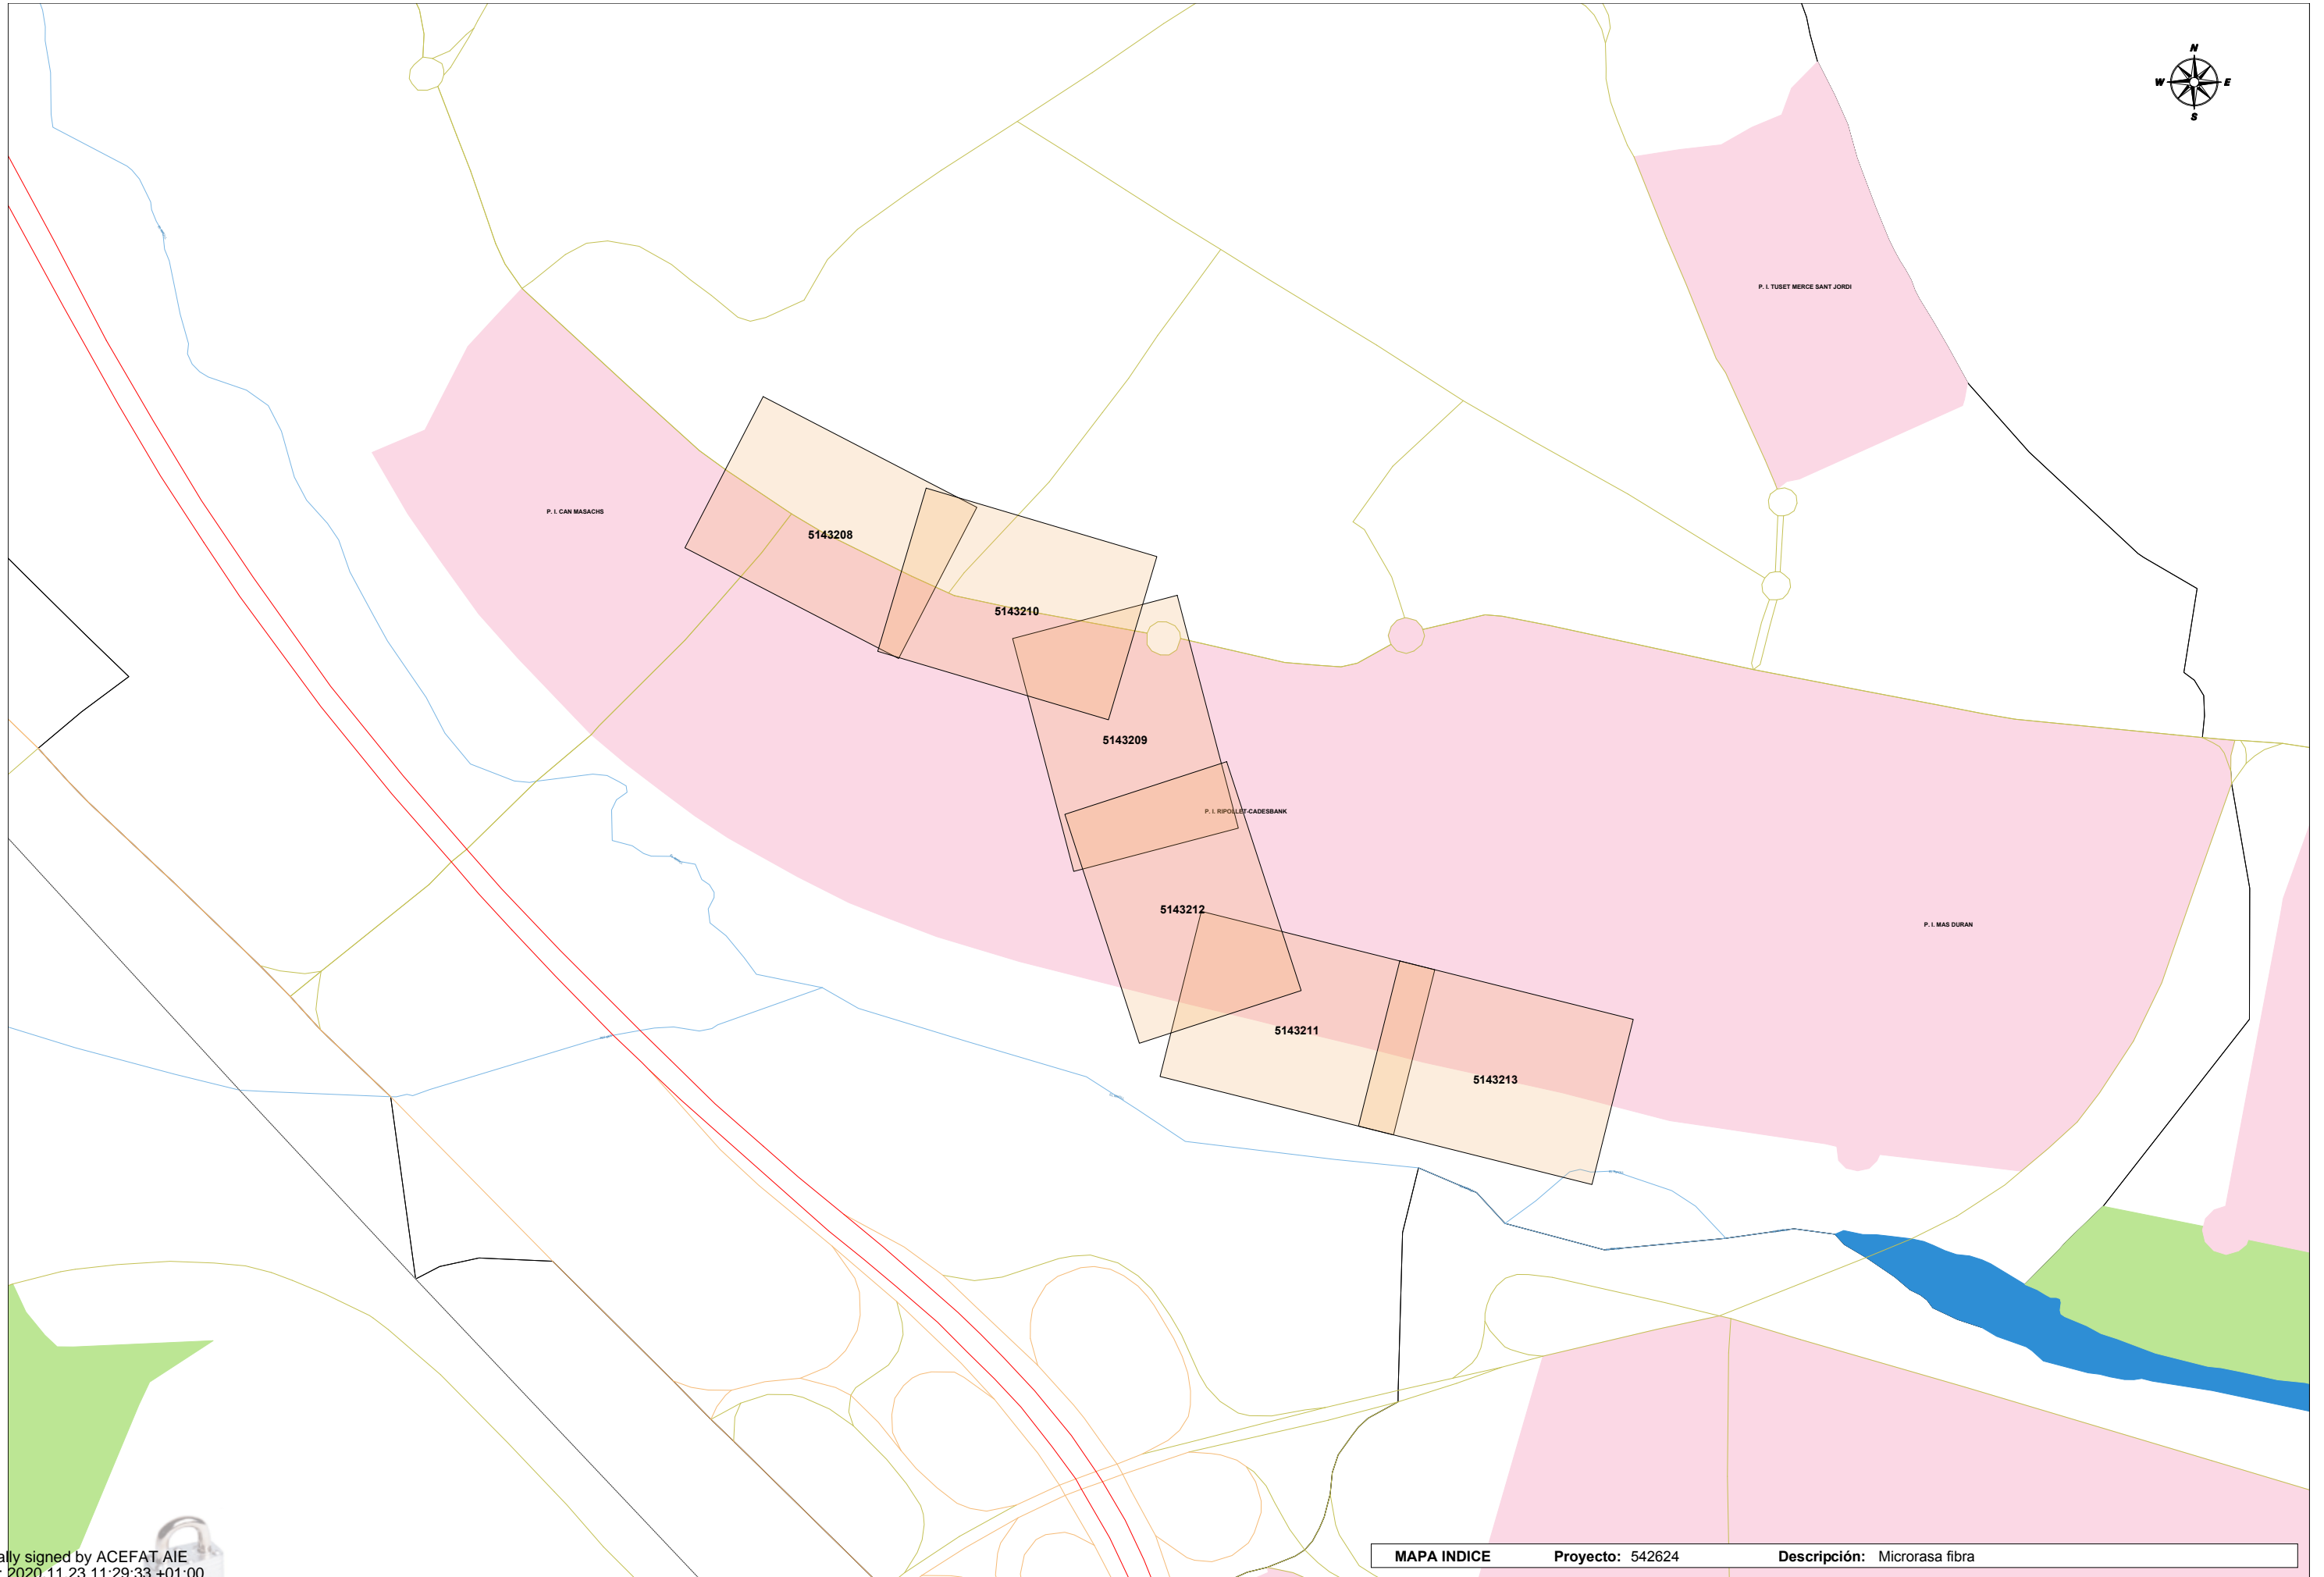 N
W E
S
P. I. TUSET MERCE SANT JORDI
P. I. CAN MASACHS
5143208
5143210
5143209
P. I. RIPOLLET-CADESBANK
5143212
P. I. MAS DURAN
5143211
5143213
ally signed by ACEFAT AIE
: 2020.11.23 11:29:33 +01:00
MAPA INDICE Proyecto: 542624 Descripción: Microrasa fibra